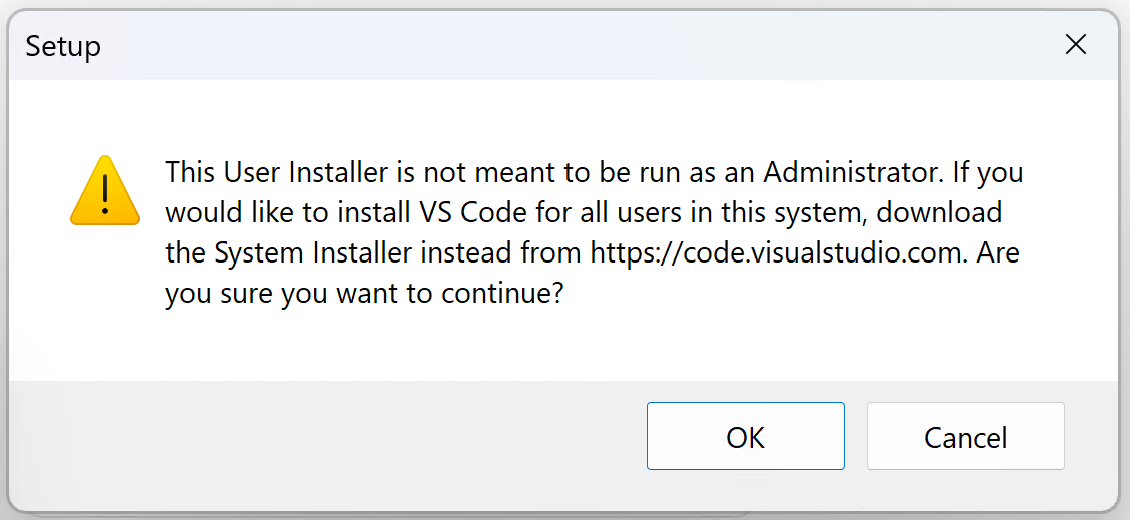 Setup
This User Installer is not meant to be run as an Administrator. If you
would like to install VS Code for all users in this system, download
the System Installer instead from https://code.visualstudio.com. Are
you sure you want to continue?
OK
Cancel